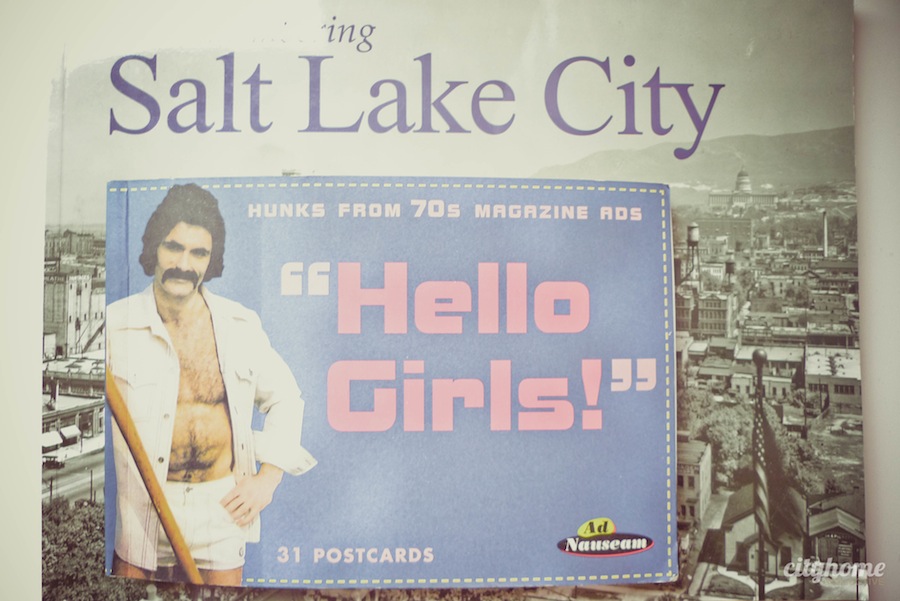 Salt Lake City
HUNKS FROM 70s MAGAZINE ADS
“Hello
Girls!”
31 POSTCARDS
Ad
Nauseam
cityhome